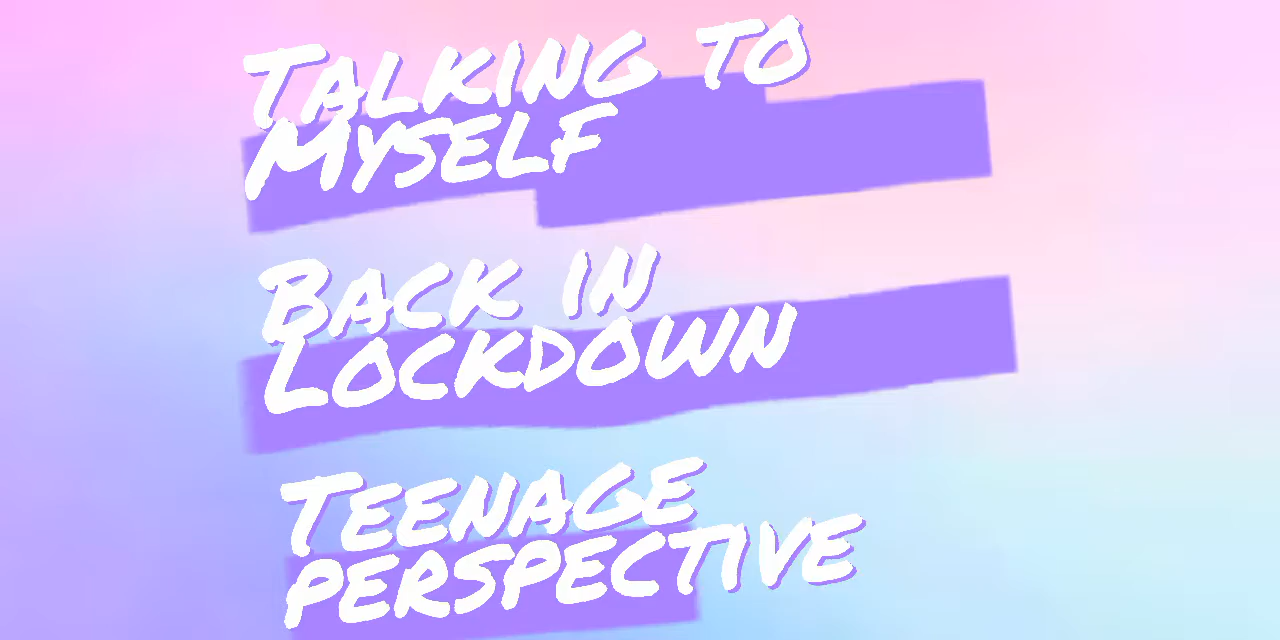 Talking to
Myself
Back in
Lockdown
Teenage
perspective